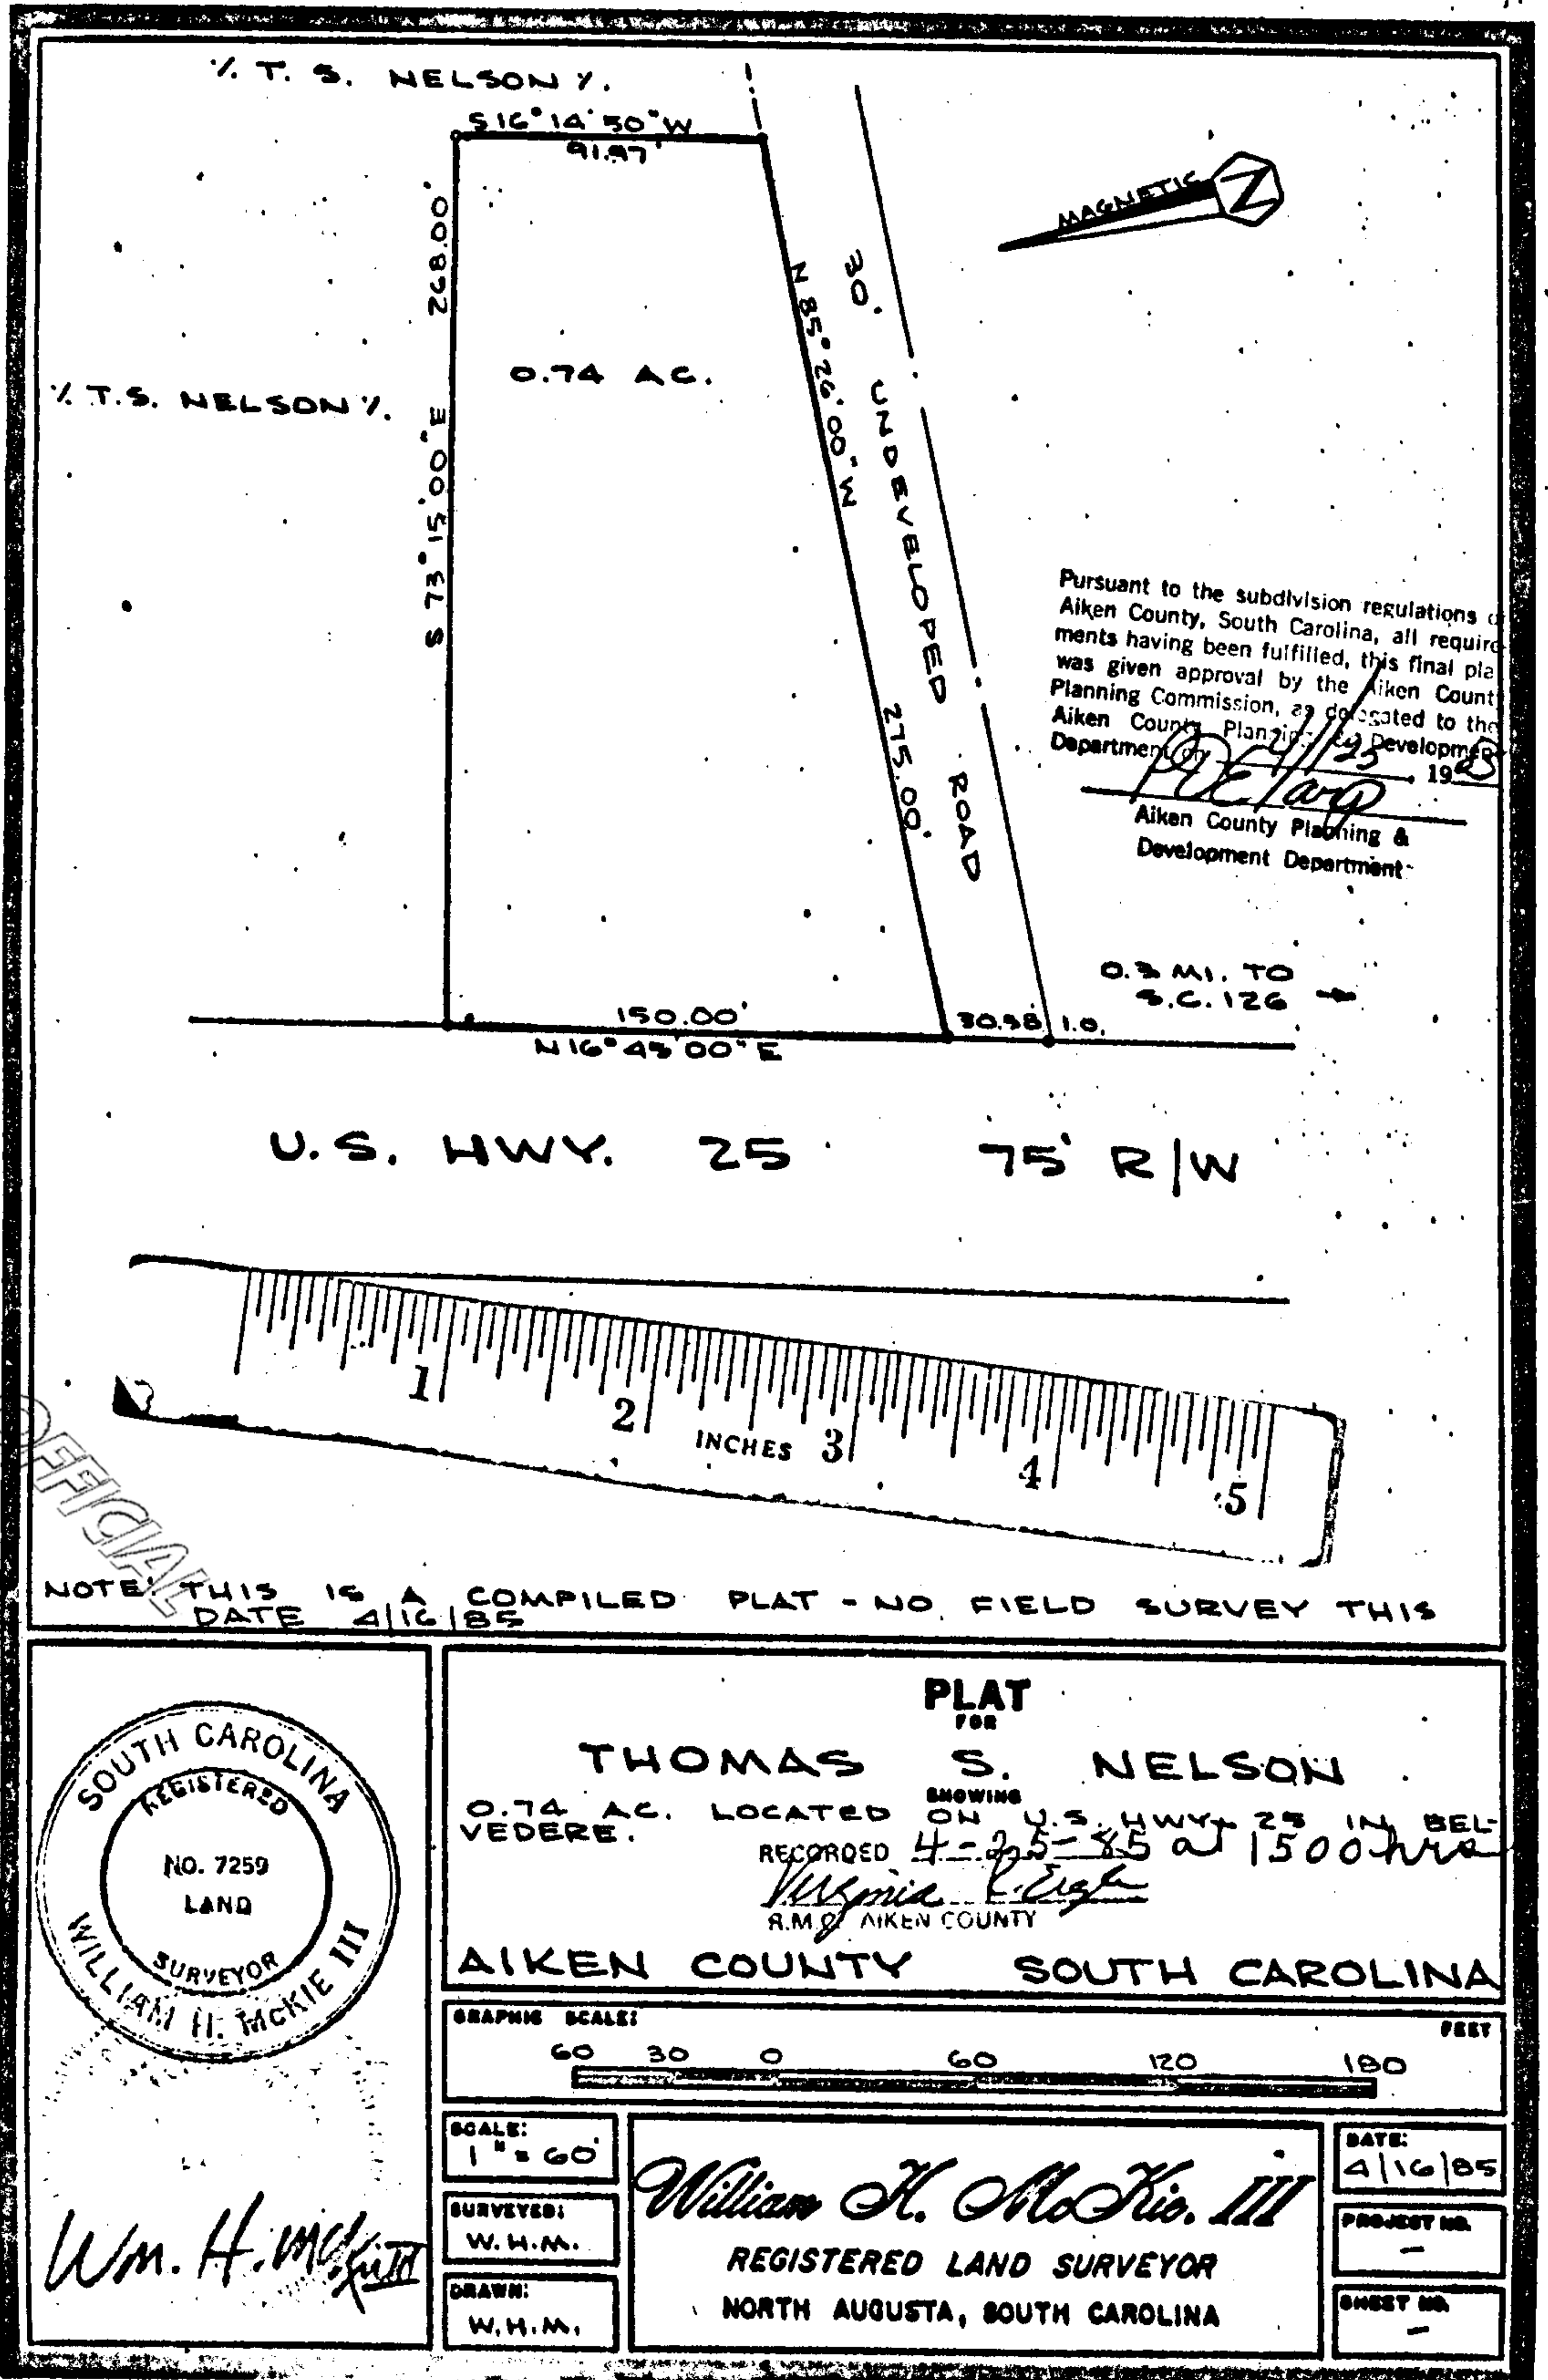 % T. S. NELSON %.
S 16° 14' 50" W
91.97'
MAGNETIC N
268.00'
S 73° 15' 00" E
% T.S. NELSON %.
0.74 AC.
N 85° 26' 00" W
275.00'
30' UNDEVELOPED ROAD
Pursuant to the subdivision regulations o
Aiken County, South Carolina, all require
ments having been fulfilled, this final pla
was given approval by the Aiken Count
Planning Commission, as delegated to the
Aiken County Planning & Developmen
Department on 4/23 1985
Aiken County Planning &
Development Department
0.3 MI. TO
S.C. 126
150.00'
30.58' I.O.
N 16° 45' 00" E
U.S. HWY. 25 75' R/W
1 2 3 4 5
INCHES
OFFICIAL
NOTE: THIS IS A COMPILED PLAT - NO FIELD SURVEY THIS
DATE 4/16/85
SOUTH CAROLINA
REGISTERED
NO. 7259
LAND
SURVEYOR
WILLIAM H. McKIE III
Wm. H. McKie III
PLAT
FOR
THOMAS S. NELSON
SHOWING
0.74 AC. LOCATED ON U.S. HWY. 25 IN BEL-
VEDERE.
RECORDED 4-25-85 at 1500 hrs
R.M.C. AIKEN COUNTY
AIKEN COUNTY SOUTH CAROLINA
GRAPHIC SCALE: FEET
60 30 0 60 120 180
SCALE:
1" = 60'
SURVEYED:
W.H.M.
DRAWN:
W.H.M.
William H. McKie. III
REGISTERED LAND SURVEYOR
NORTH AUGUSTA, SOUTH CAROLINA
DATE:
4/16/85
PROJECT NO.
-
SHEET NO.
-